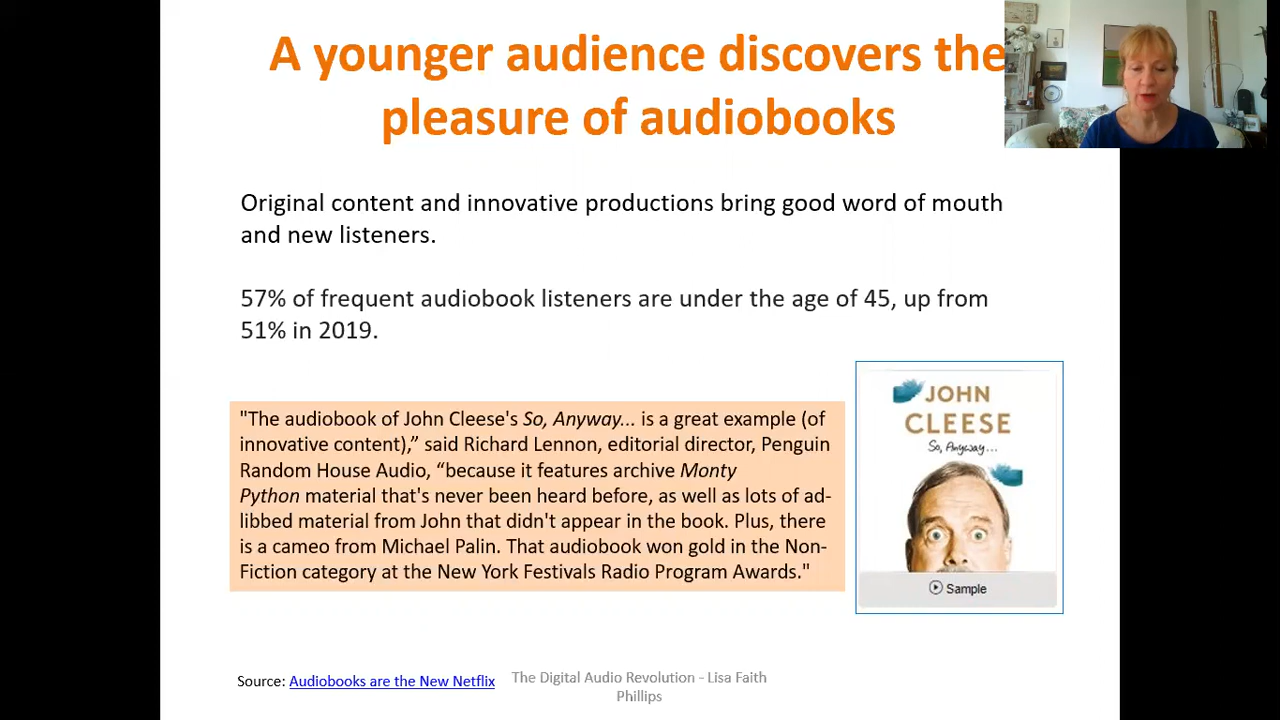 A younger audience discovers the
pleasure of audiobooks
Original content and innovative productions bring good word of mouth
and new listeners.
57% of frequent audiobook listeners are under the age of 45, up from
51% in 2019.
"The audiobook of John Cleese's So, Anyway... is a great example (of
innovative content),” said Richard Lennon, editorial director, Penguin
Random House Audio, “because it features archive Monty
Python material that's never been heard before, as well as lots of ad-
libbed material from John that didn't appear in the book. Plus, there
is a cameo from Michael Palin. That audiobook won gold in the Non-
Fiction category at the New York Festivals Radio Program Awards."
JOHN
CLEESE
So, Anyway...
Sample
Source: Audiobooks are the New Netflix
The Digital Audio Revolution - Lisa Faith
Phillips